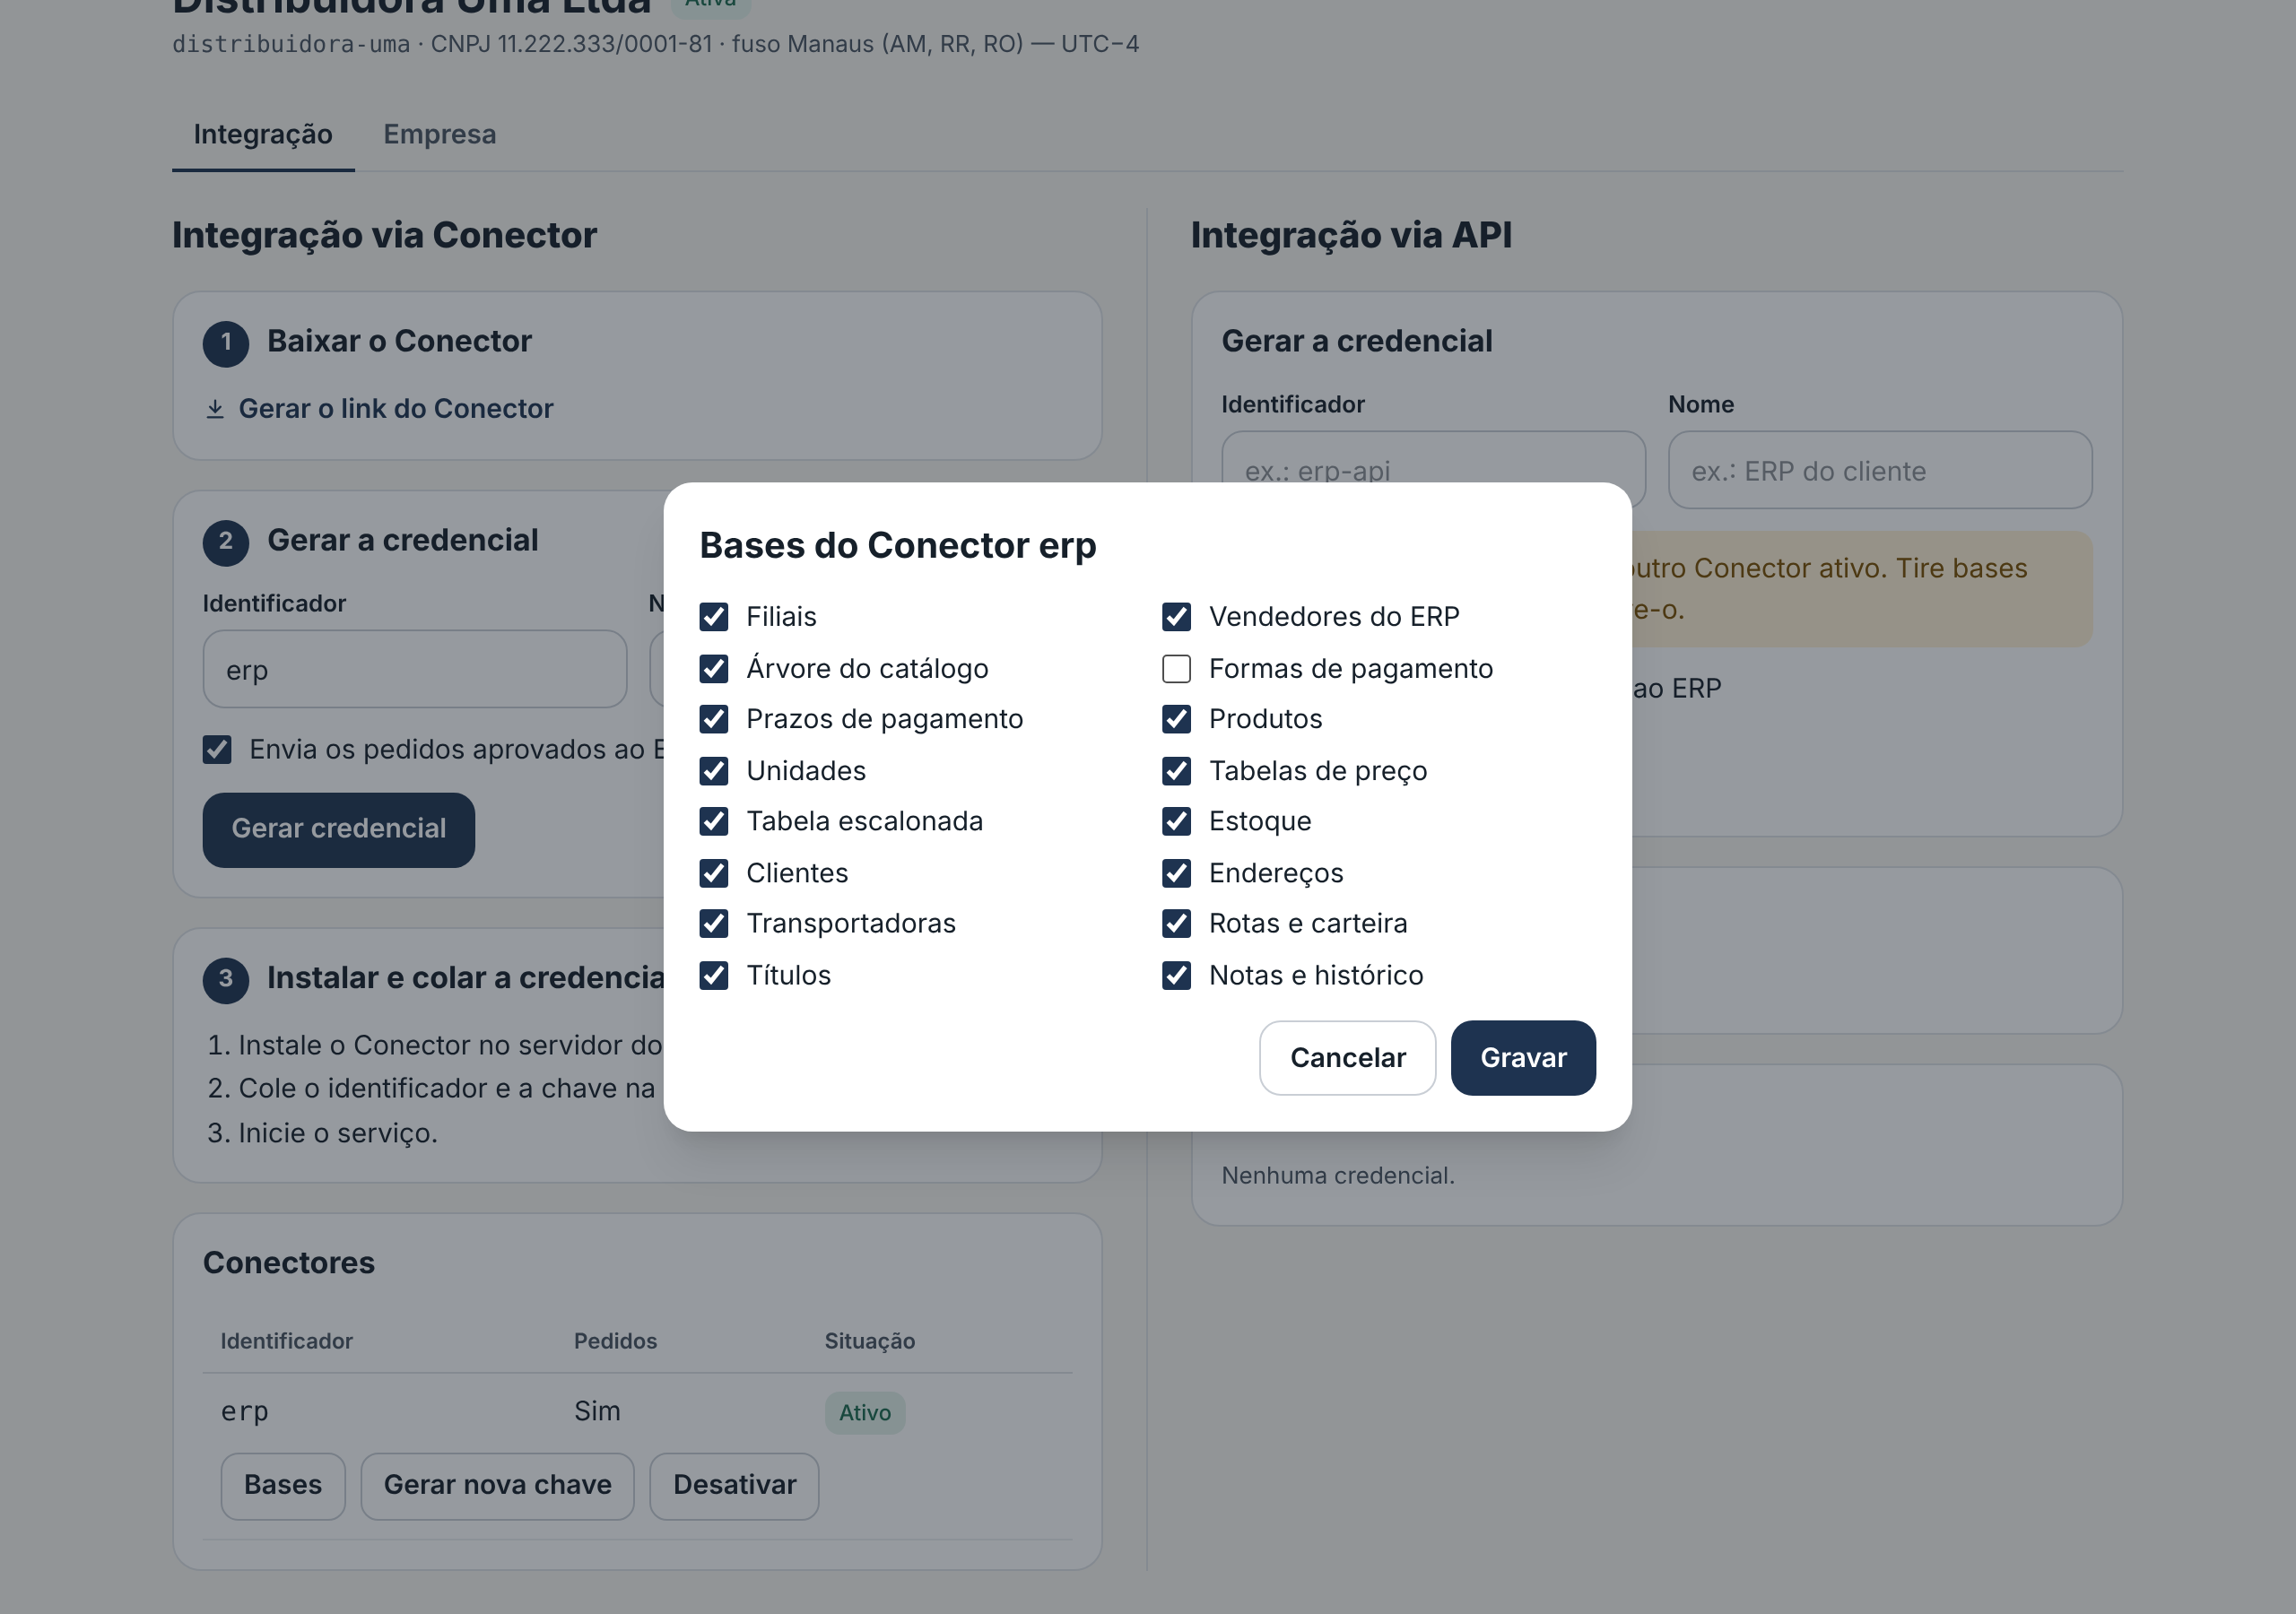 Distribuidora Uma Ltda Ativa
distribuidora-uma · CNPJ 11.222.333/0001-81 · fuso Manaus (AM, RR, RO) — UTC−4
Integração Empresa
Integração via Conector
1 Baixar o Conector
Gerar o link do Conector
2 Gerar a credencial
Identificador
erp
Envia os pedidos aprovados ao
Gerar credencial
3 Instalar e colar a
1. Instale o Conector no servidor do
2. Cole o identificador e a chave na
3. Inicie o serviço.
Conectores
Identificador Pedidos Situação
erp Sim Ativo
Bases Gerar nova chave Desativar
Integração via API
Gerar a credencial
Identificador Nome
ex.: erp-api ex.: ERP do cliente
outro Conector ativo. Tire bases
e-o.
ao ERP
Nenhuma credencial.
Bases do Conector erp
Filiais Vendedores do ERP
Árvore do catálogo Formas de pagamento
Prazos de pagamento Produtos
Unidades Tabelas de preço
Tabela escalonada Estoque
Clientes Endereços
Transportadoras Rotas e carteira
Títulos Notas e histórico
Cancelar Gravar